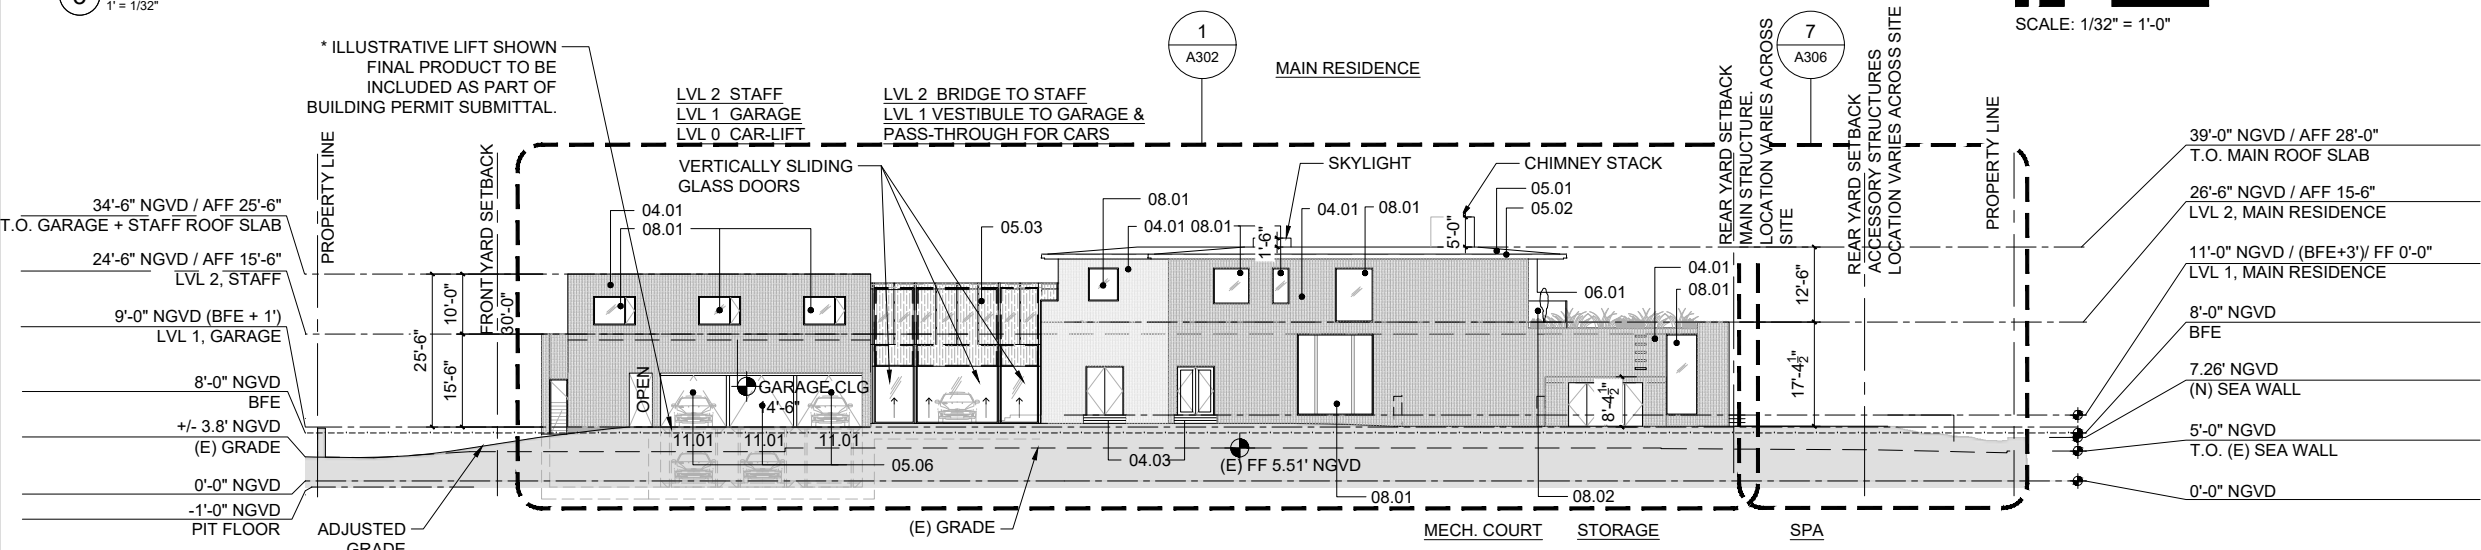 1' = 1/32"
SCALE: 1/32" = 1'-0"
* ILLUSTRATIVE LIFT SHOWN
FINAL PRODUCT TO BE
INCLUDED AS PART OF
BUILDING PERMIT SUBMITTAL.
LVL 2 STAFF
LVL 1 GARAGE
LVL 0 CAR-LIFT
LVL 2 BRIDGE TO STAFF
LVL 1 VESTIBULE TO GARAGE &
PASS-THROUGH FOR CARS
1
A302
MAIN RESIDENCE
7
A306
VERTICALLY SLIDING
GLASS DOORS
SKYLIGHT
CHIMNEY STACK
PROPERTY LINE
FRONT YARD SETBACK
30'-0"
REAR YARD SETBACK
MAIN STRUCTURE.
LOCATION VARIES ACROSS
SITE
REAR YARD SETBACK
ACCESSORY STRUCTURES
LOCATION VARIES ACROSS SITE
PROPERTY LINE
34'-6" NGVD / AFF 25'-6"
T.O. GARAGE + STAFF ROOF SLAB
24'-6" NGVD / AFF 15'-6"
LVL 2, STAFF
9'-0" NGVD (BFE + 1')
LVL 1, GARAGE
8'-0" NGVD
BFE
+/- 3.8' NGVD
(E) GRADE
0'-0" NGVD
-1'-0" NGVD
PIT FLOOR
ADJUSTED
GRADE
25'-6"
10'-0"
15'-6"
04.01
08.01
05.03
08.01
04.01 08.01
1'-6"
04.01
08.01
5'-0"
05.01
05.02
06.01
04.01
08.01
OPEN
GARAGE CLG
14'-6"
11.01
11.01
11.01
05.06
(E) GRADE
04.03
(E) FF 5.51' NGVD
08.01
8'-4 1/2"
08.02
MECH. COURT
STORAGE
SPA
12'-6"
17'-4 1/2"
39'-0" NGVD / AFF 28'-0"
T.O. MAIN ROOF SLAB
26'-6" NGVD / AFF 15-6"
LVL 2, MAIN RESIDENCE
11'-0" NGVD / (BFE+3')/ FF 0'-0"
LVL 1, MAIN RESIDENCE
8'-0" NGVD
BFE
7.26' NGVD
(N) SEA WALL
5'-0" NGVD
T.O. (E) SEA WALL
0'-0" NGVD